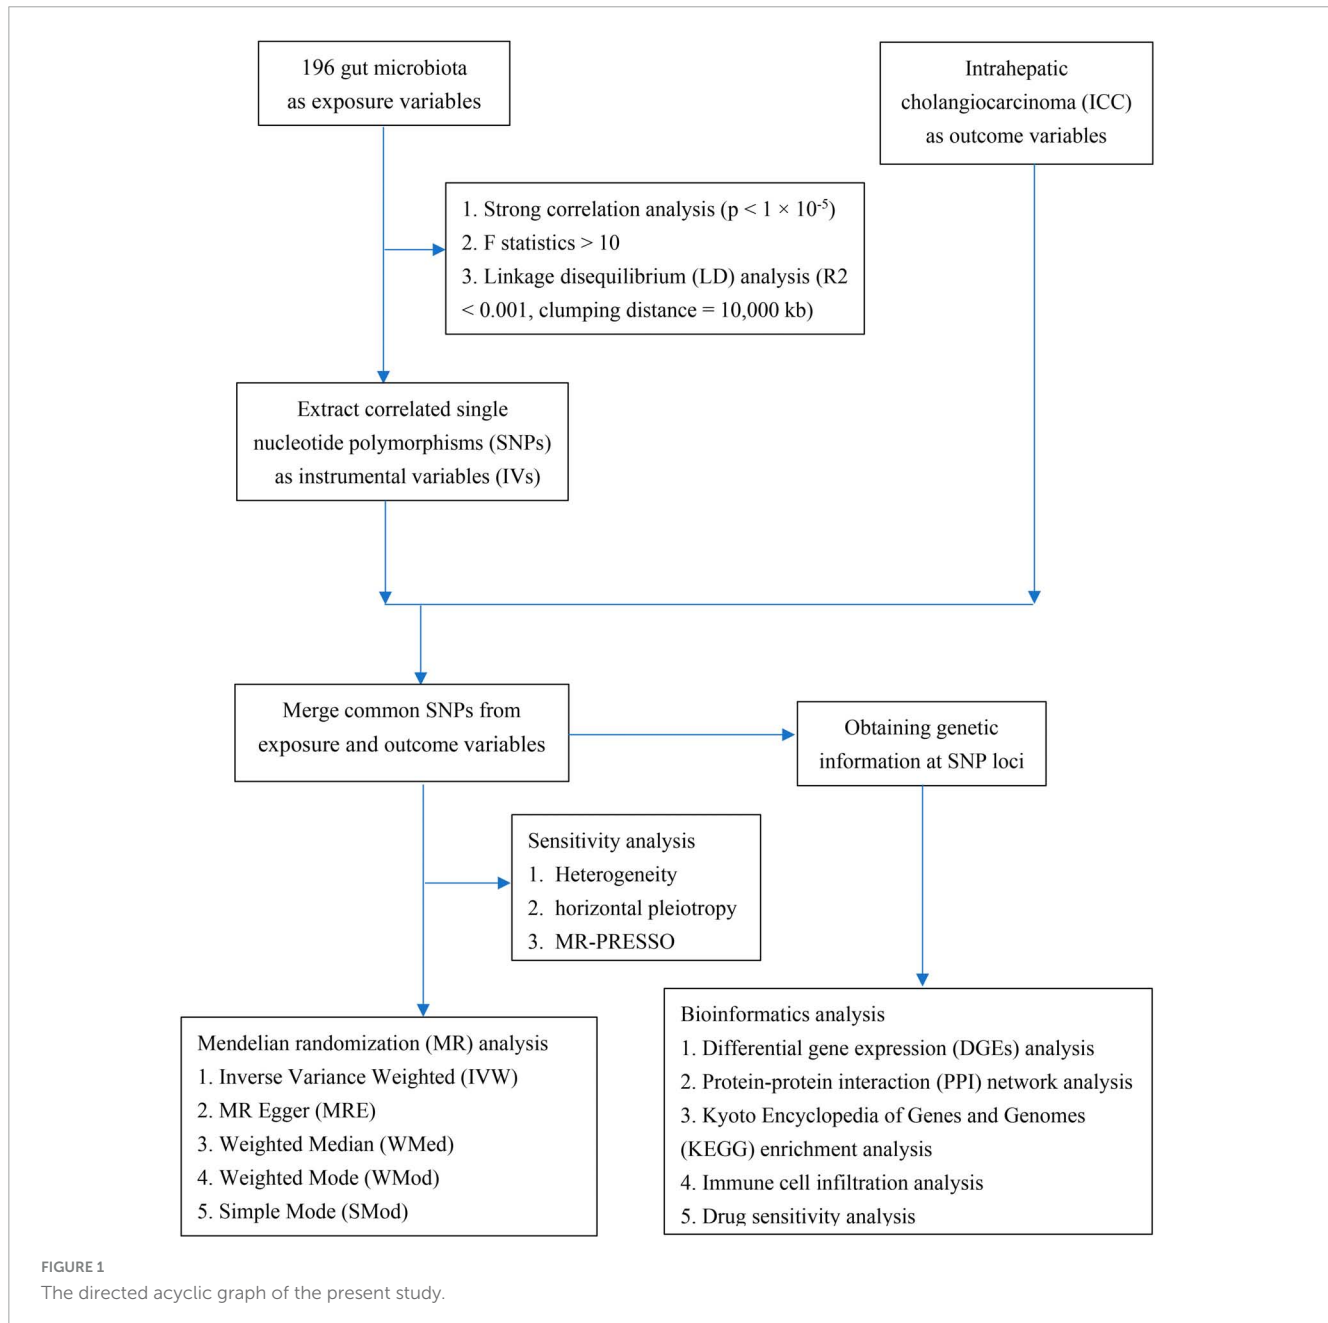 196 gut microbiota
as exposure variables
Intrahepatic
cholangiocarcinoma (ICC)
as outcome variables
1. Strong correlation analysis (p < 1 × 10⁻⁵)
2. F statistics > 10
3. Linkage disequilibrium (LD) analysis (R2
< 0.001, clumping distance = 10,000 kb)
Extract correlated single
nucleotide polymorphisms (SNPs)
as instrumental variables (IVs)
Merge common SNPs from
exposure and outcome variables
Obtaining genetic
information at SNP loci
Sensitivity analysis
1. Heterogeneity
2. horizontal pleiotropy
3. MR-PRESSO
Mendelian randomization (MR) analysis
1. Inverse Variance Weighted (IVW)
2. MR Egger (MRE)
3. Weighted Median (WMed)
4. Weighted Mode (WMod)
5. Simple Mode (SMod)
Bioinformatics analysis
1. Differential gene expression (DGEs) analysis
2. Protein-protein interaction (PPI) network analysis
3. Kyoto Encyclopedia of Genes and Genomes
(KEGG) enrichment analysis
4. Immune cell infiltration analysis
5. Drug sensitivity analysis
FIGURE 1
The directed acyclic graph of the present study.